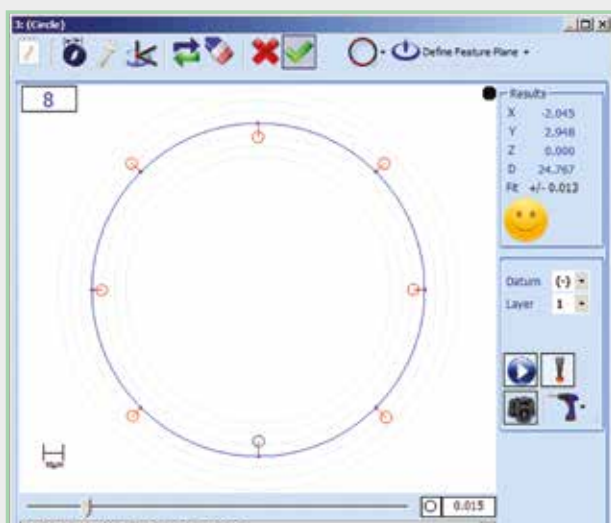 3: (Circle)
Define Feature Plane
8
Results
X -2.045
Y 2.948
Z 0.000
D 24.767
Fit +/- 0.013
Datum (-)
Layer 1
0.015